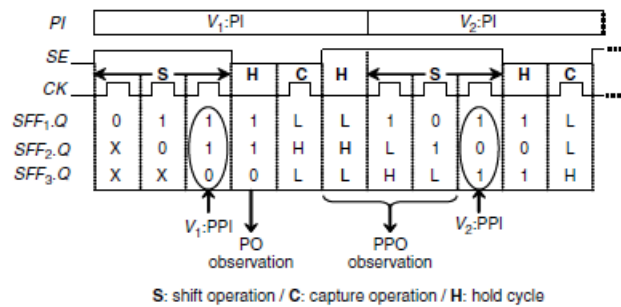 PI V1:PI V2:PI
SE
S H C H S H C
CK
SFF1.Q 0 1 1 1 L L 1 0 1 1 L
SFF2.Q X 0 1 1 H H L 1 0 0 L
SFF3.Q X X 0 0 L L H L 1 1 H
V1:PPI V2:PPI
PO PPO
observation observation
S: shift operation / C: capture operation / H: hold cycle